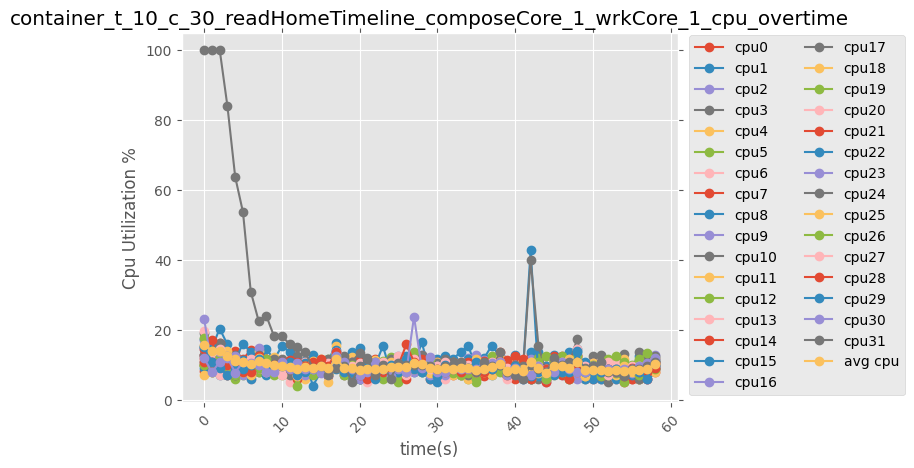 container_t_10_c_30_readHomeTimeline_composeCore_1_wrkCore_1_cpu_overtime
Cpu Utilization %
100
80
60
40
20
0
0
10
20
30
40
50
60
time(s)
cpu0
cpu1
cpu2
cpu3
cpu4
cpu5
cpu6
cpu7
cpu8
cpu9
cpu10
cpu11
cpu12
cpu13
cpu14
cpu15
cpu16
cpu17
cpu18
cpu19
cpu20
cpu21
cpu22
cpu23
cpu24
cpu25
cpu26
cpu27
cpu28
cpu29
cpu30
cpu31
avg cpu